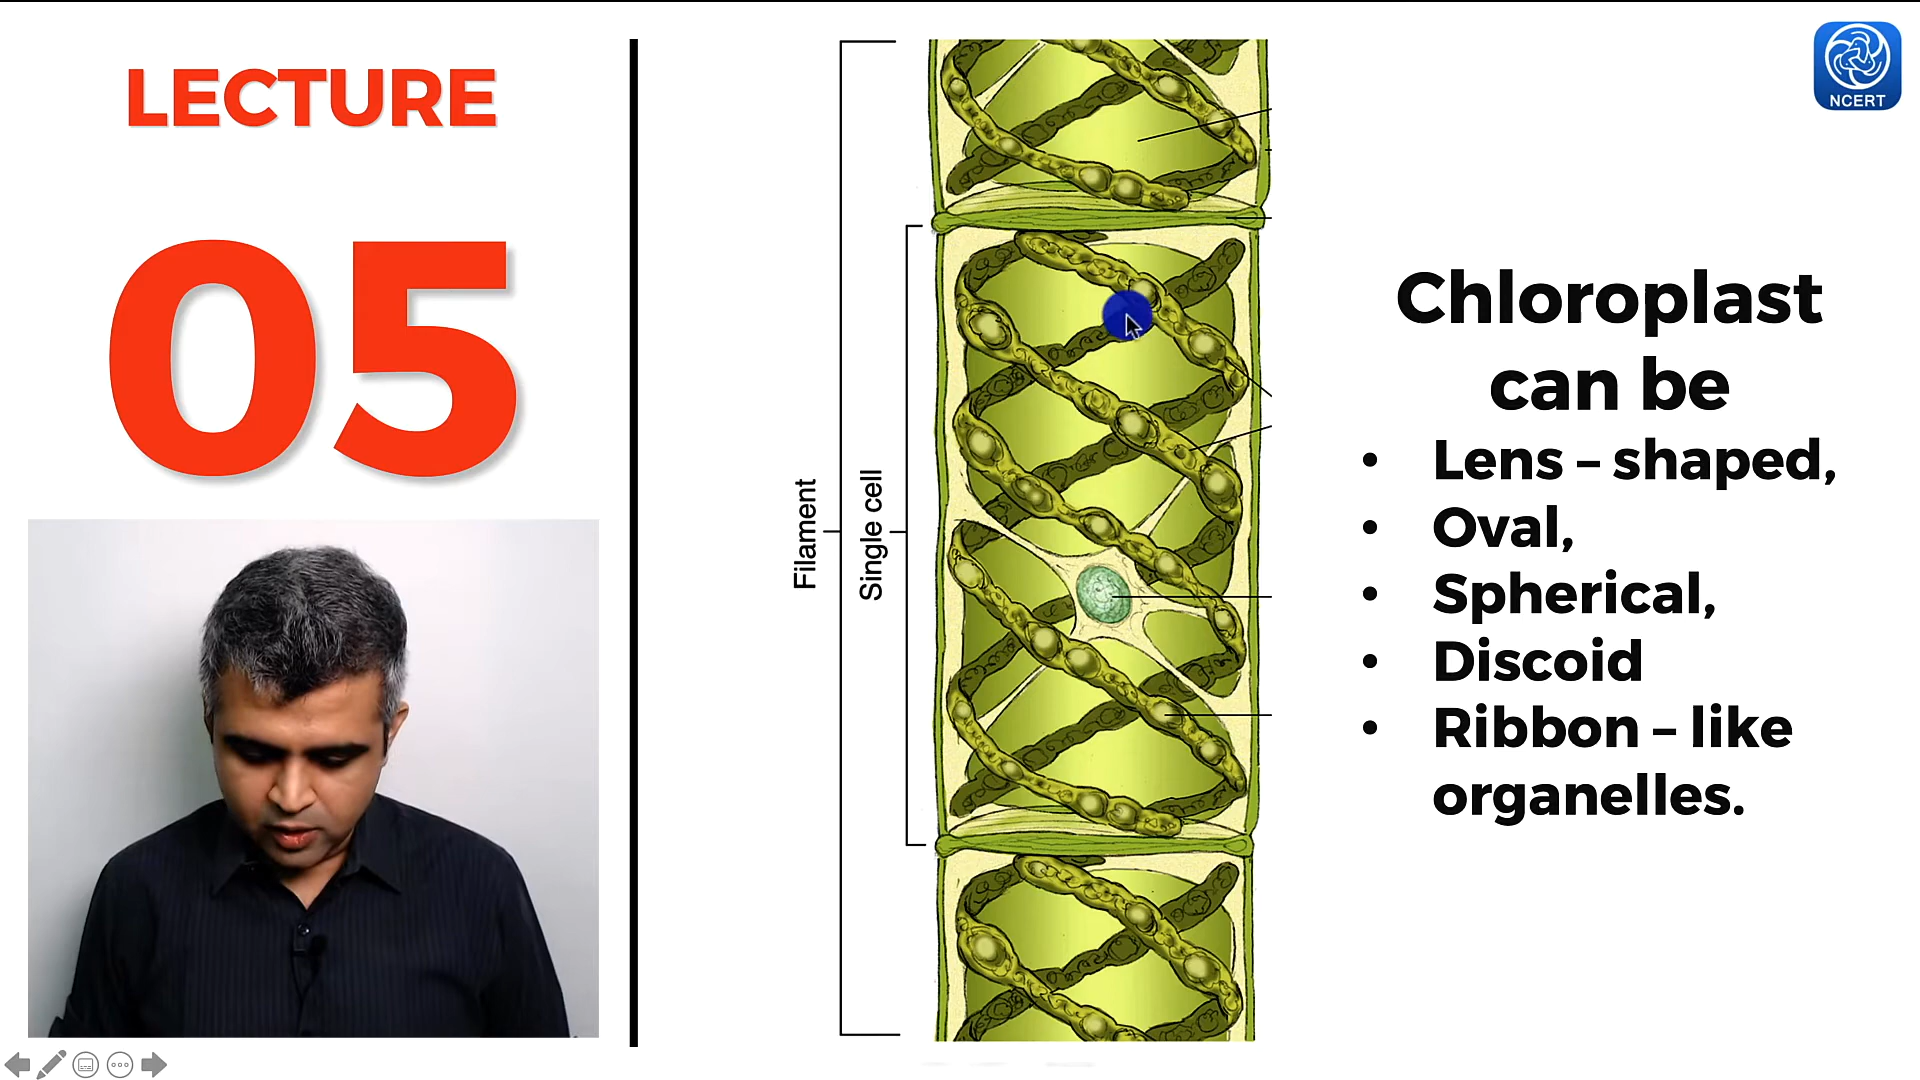 LECTURE
05
Filament
Single cell
NCERT
Chloroplast
can be
• Lens – shaped,
• Oval,
• Spherical,
• Discoid
• Ribbon – like
organelles.